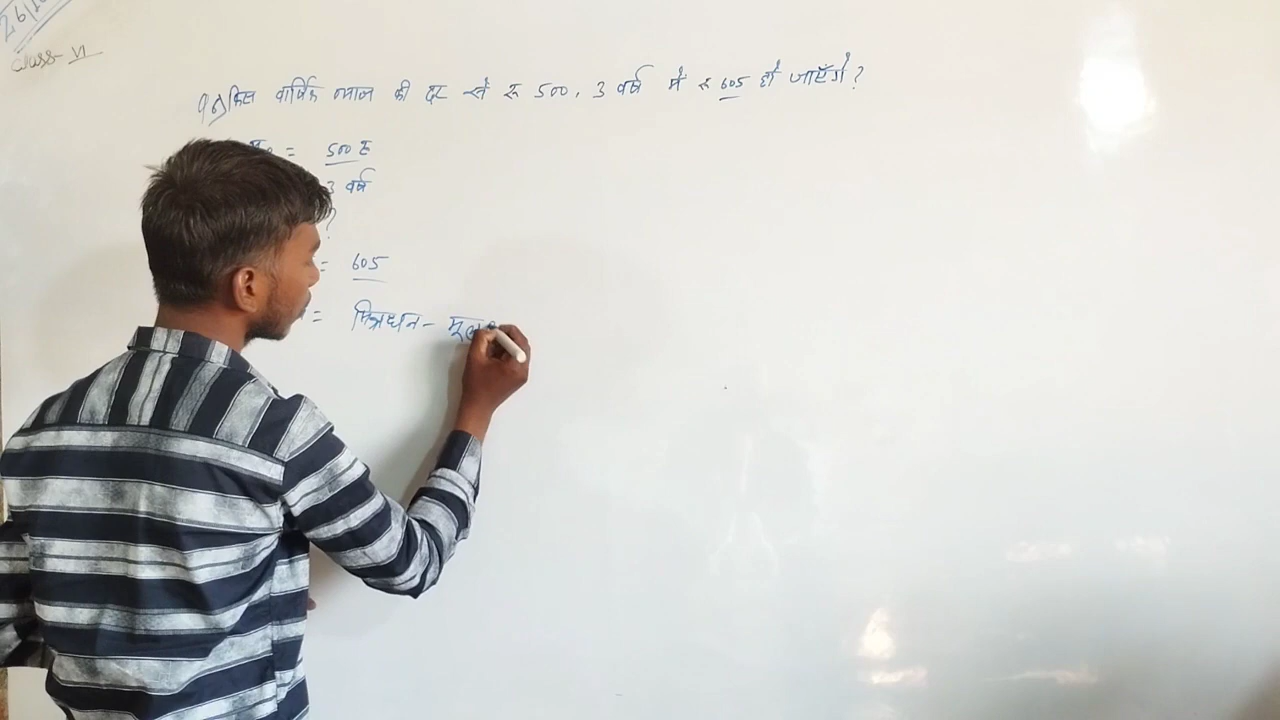 Class- VI
किस वार्षिक ब्याज की दर से रू 500, 3 वर्ष में रू 605 हो जाएँगे?
= 500 रू
3 वर्ष
?
= 605
= मिश्रधन - मूल